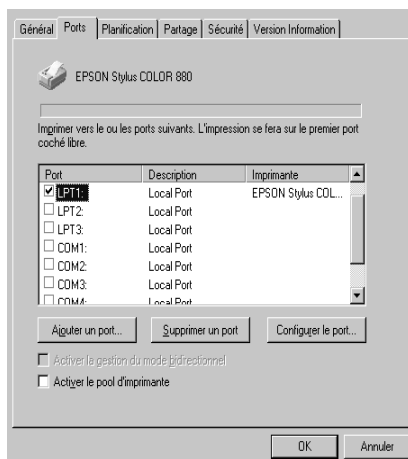 Général Ports Planification Partage Sécurité Version Information
EPSON Stylus COLOR 880
Imprimer vers le ou les ports suivants. L'impression se fera sur le premier port
coché libre.
Port Description Imprimante
LPT1: Local Port EPSON Stylus COL...
LPT2: Local Port
LPT3: Local Port
COM1: Local Port
COM2: Local Port
COM3: Local Port
COM4: Local Port
Ajouter un port... Supprimer un port Configurer le port...
Activer la gestion du mode bidirectionnel
Activer le pool d'imprimante
OK Annuler